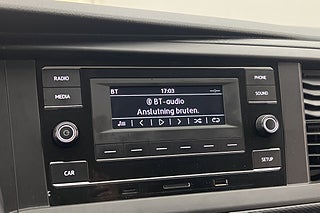 RADIO
MEDIA
CAR
BT
17:03
BT-audio
Anslutning bruten.
PHONE
SOUND
SETUP